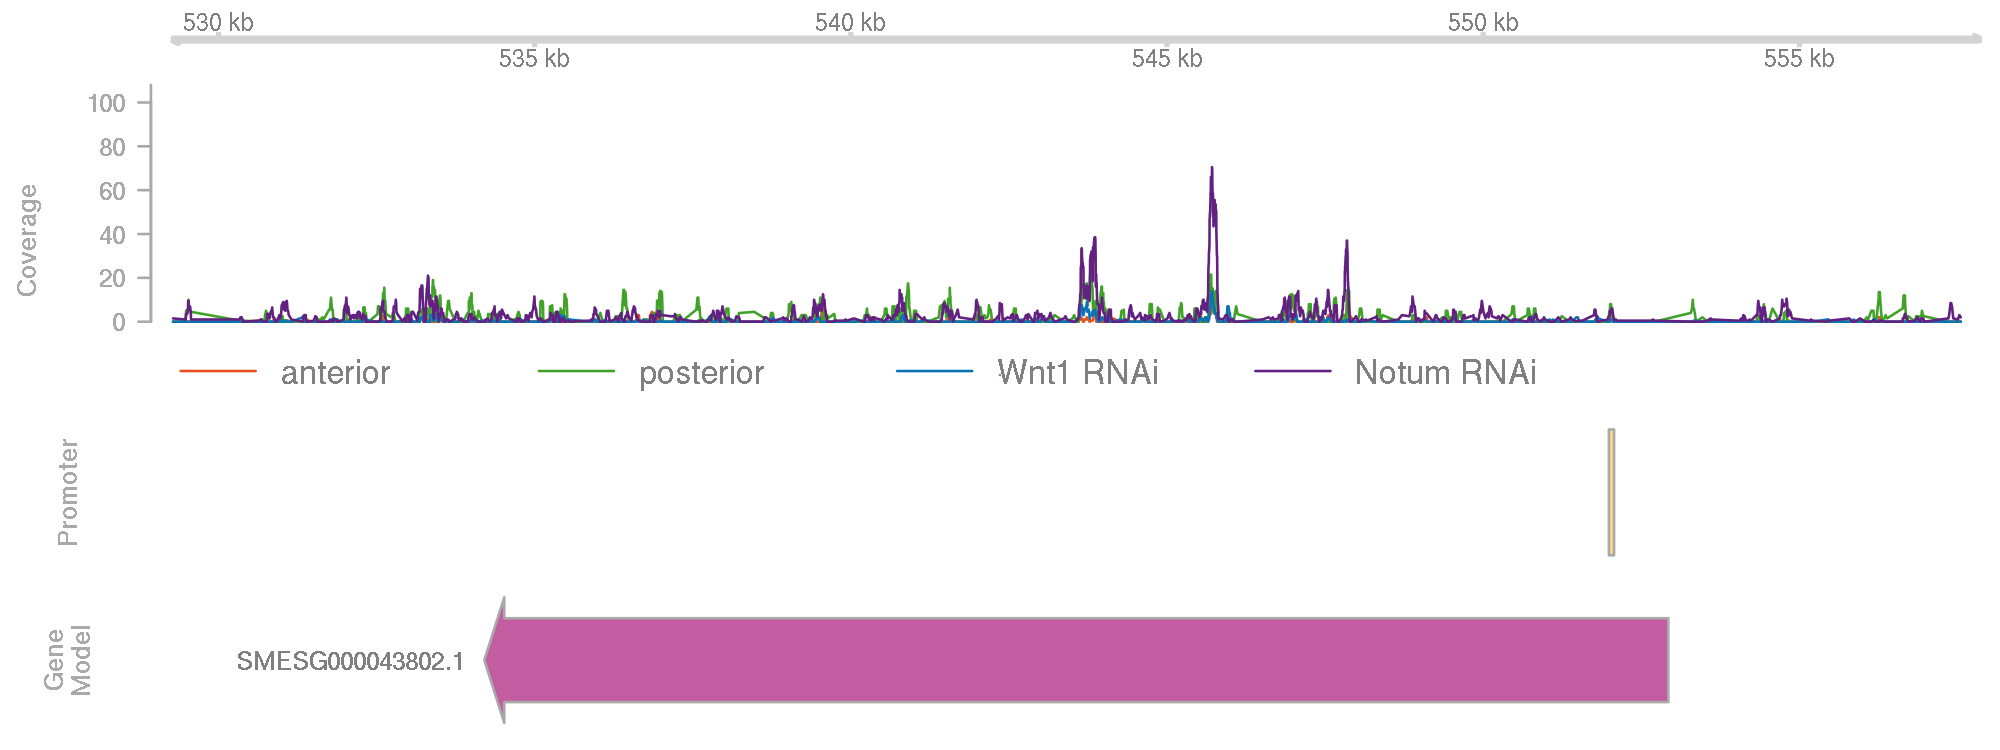 530 kb 540 kb 550 kb
535 kb 545 kb 555 kb
Coverage
100
80
60
40
20
0
anterior posterior Wnt1 RNAi Notum RNAi
Promoter
Gene
Model
SMESG000043802.1